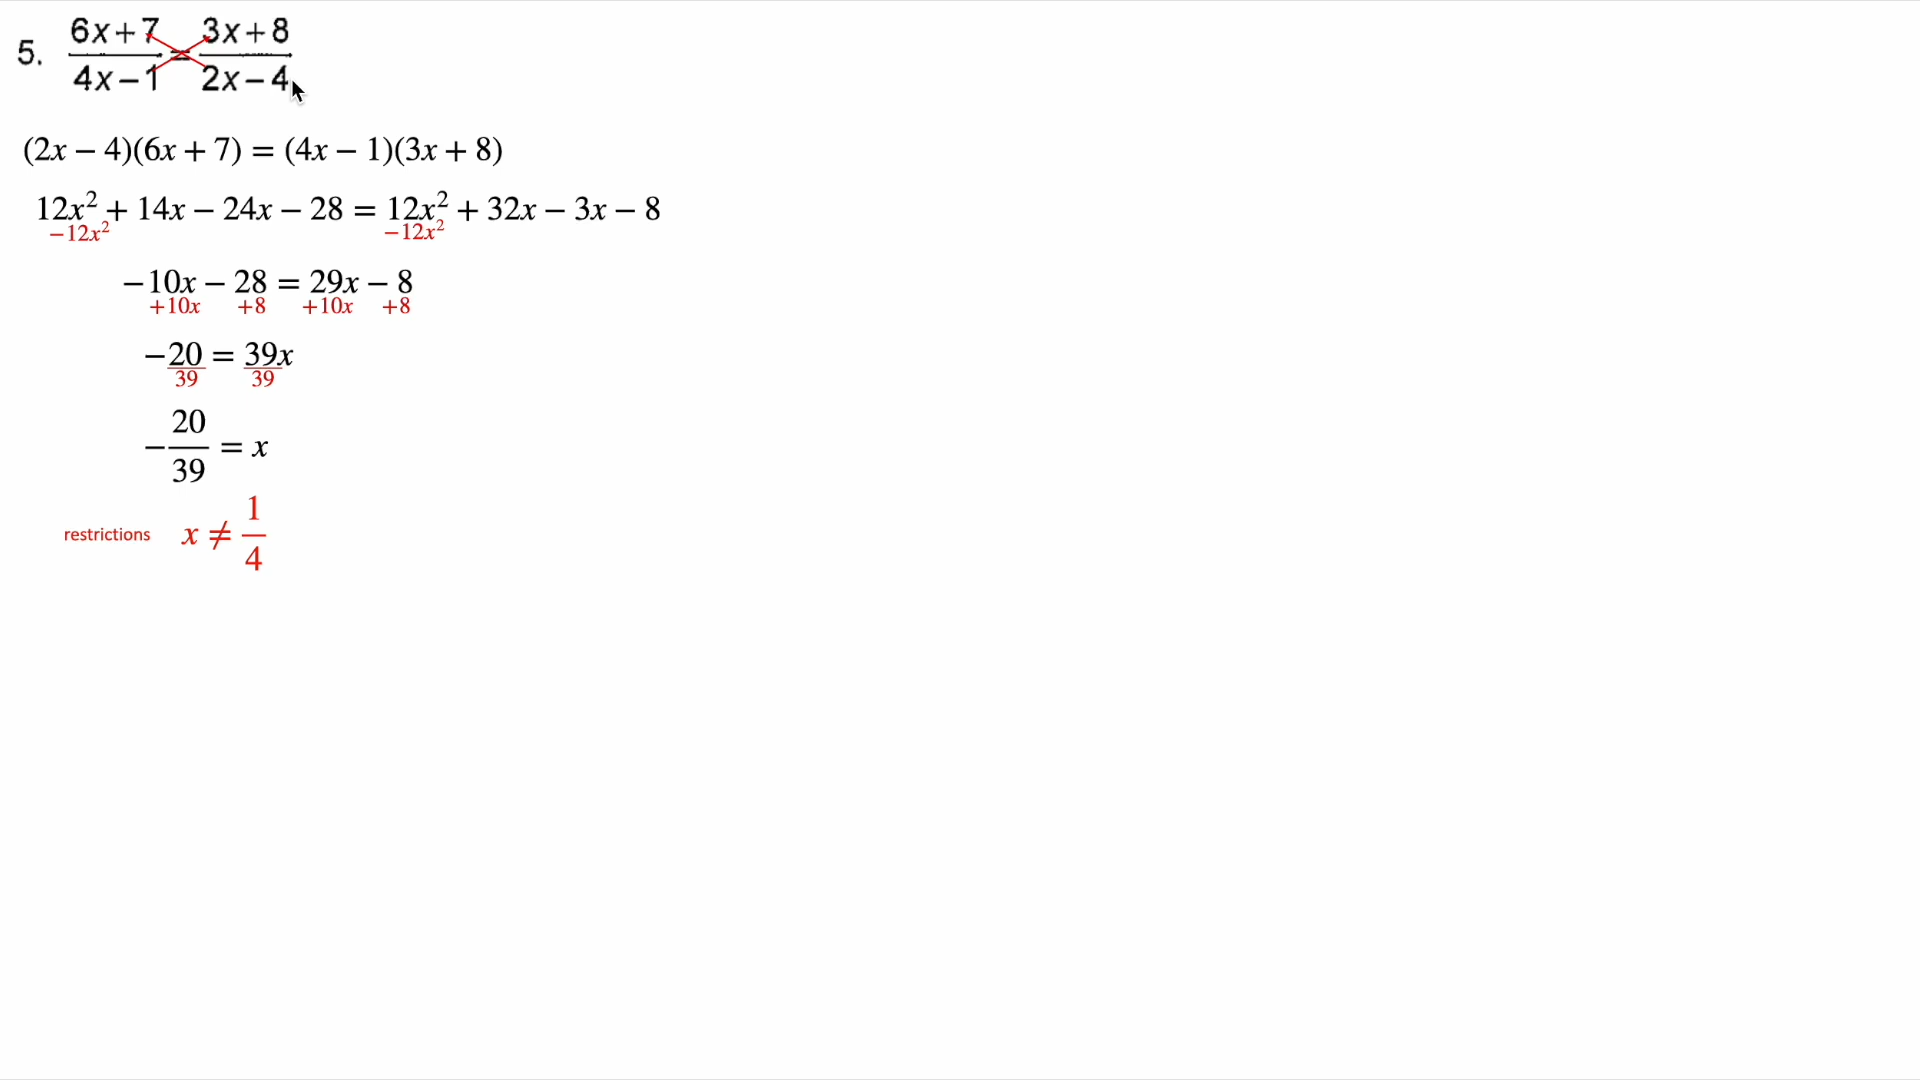 5. 6x+7 / 4x−1 = 3x+8 / 2x−4
(2x − 4)(6x + 7) = (4x − 1)(3x + 8)
12x² + 14x − 24x − 28 = 12x² + 32x − 3x − 8
−12x² −12x²
−10x − 28 = 29x − 8
+10x +8 +10x +8
−20 = 39x
39 39
−20/39 = x
restrictions x ≠ 1/4